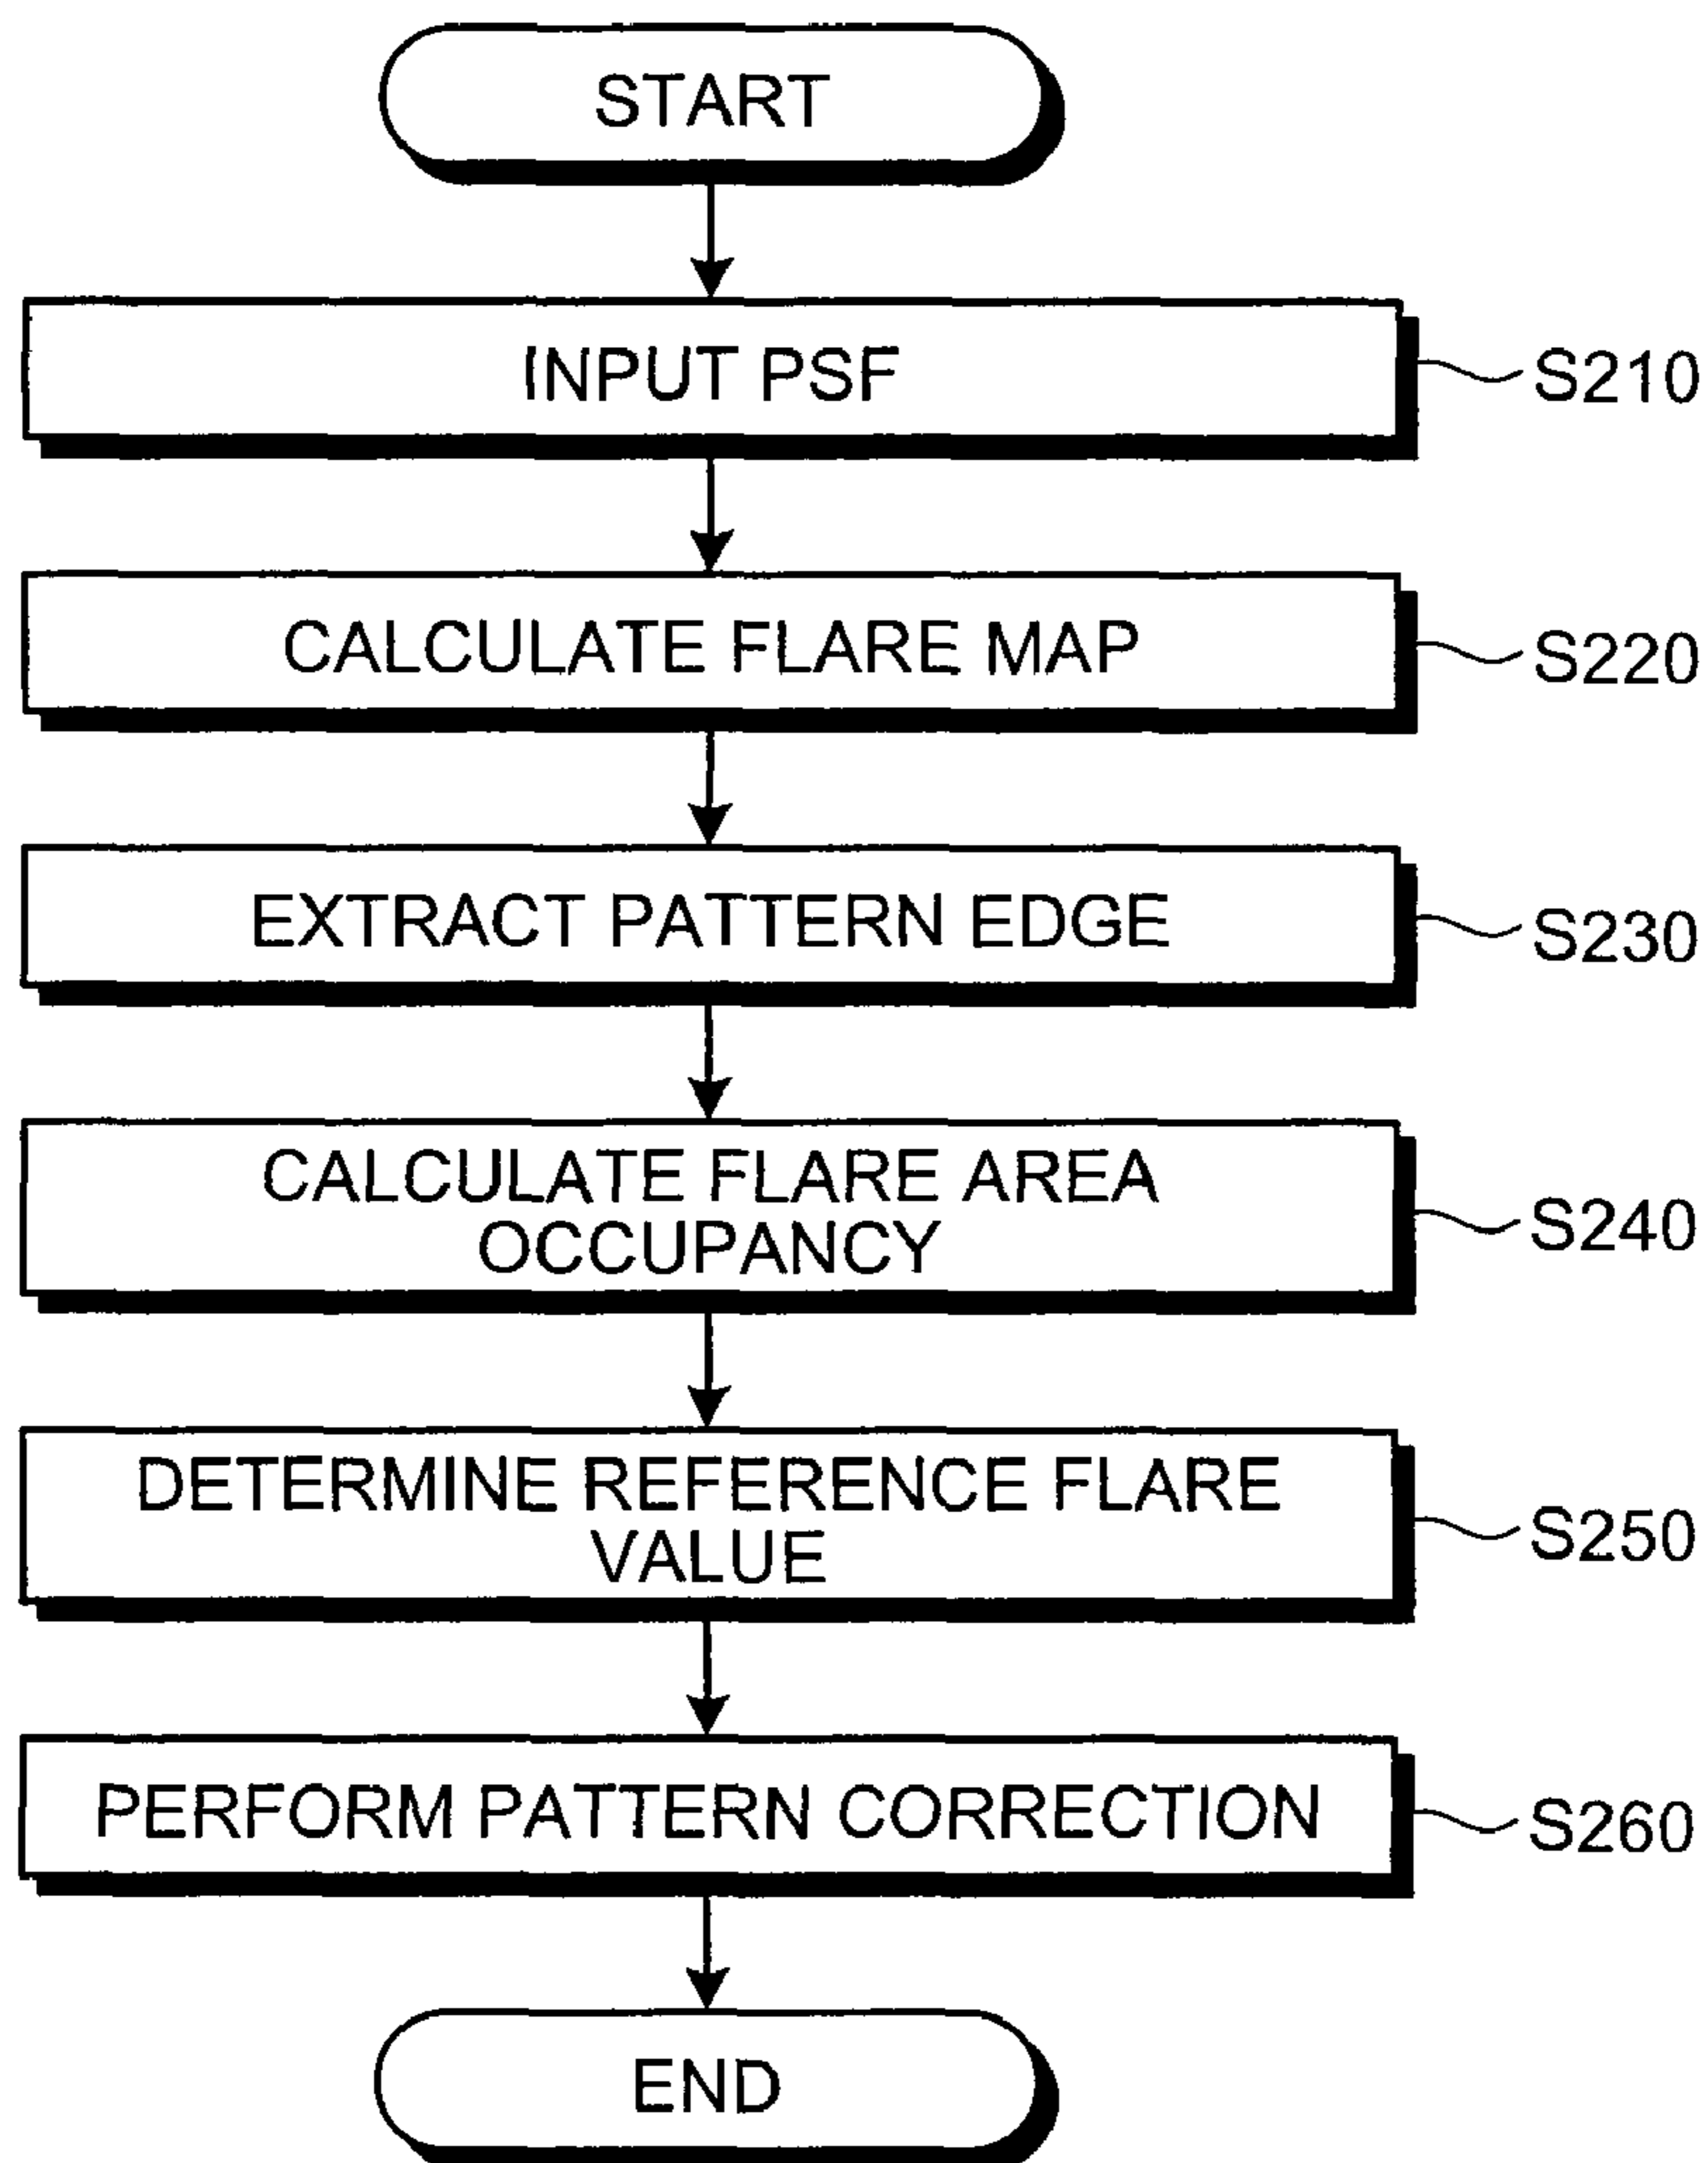 START
INPUT PSF
S210
CALCULATE FLARE MAP
S220
EXTRACT PATTERN EDGE
S230
CALCULATE FLARE AREA
OCCUPANCY
S240
DETERMINE REFERENCE FLARE
VALUE
S250
PERFORM PATTERN CORRECTION
S260
END